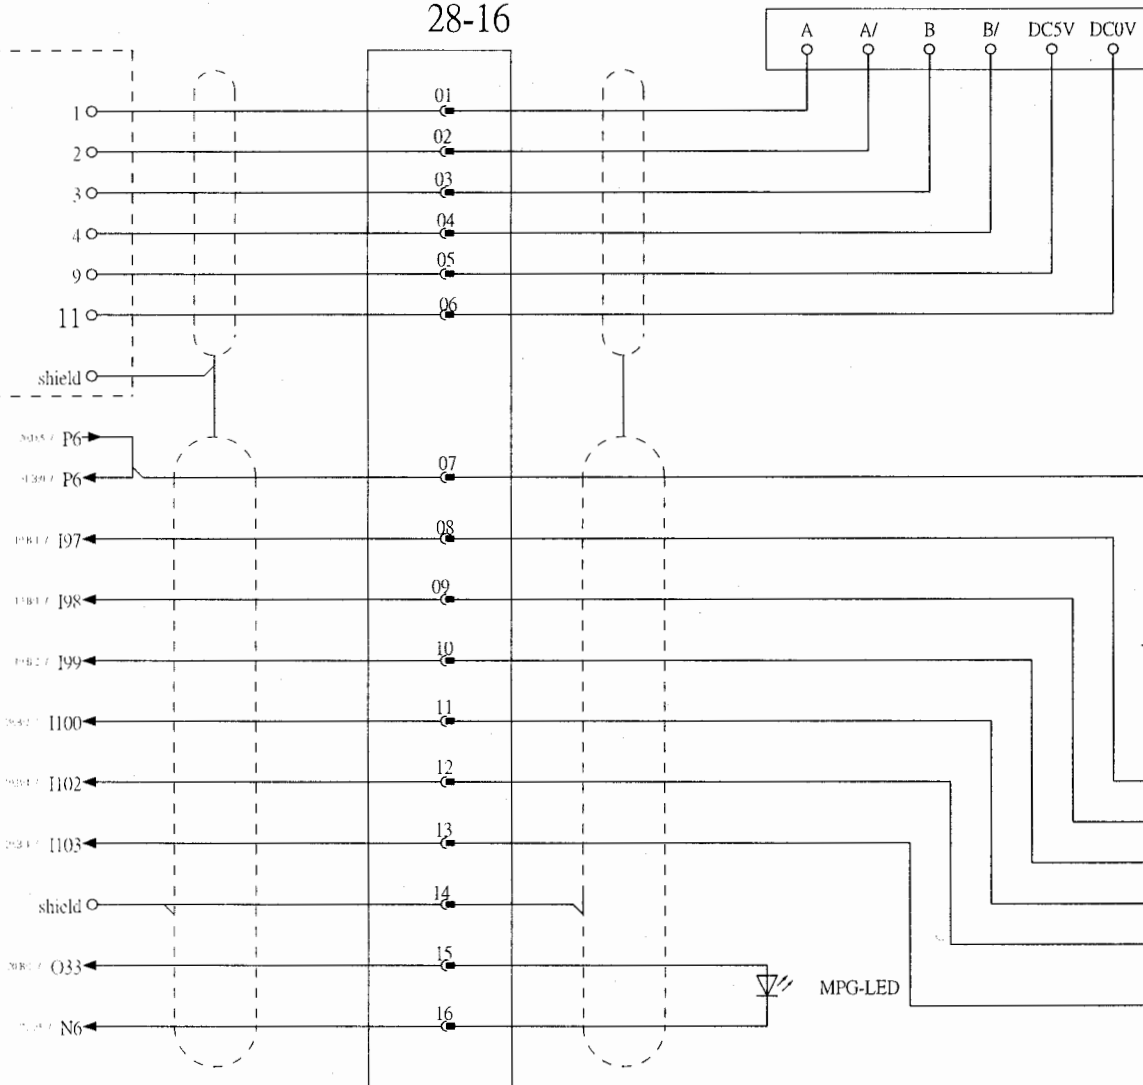 28-16
A A/ B B/ DC5V DC0V
1 01
2 02
3 03
4 04
9 05
11 06
shield
P6
P6 07
I97 08
I98 09
I99 10
I100 11
I102 12
I103 13
shield 14
O33 15
MPG-LED
N6 16